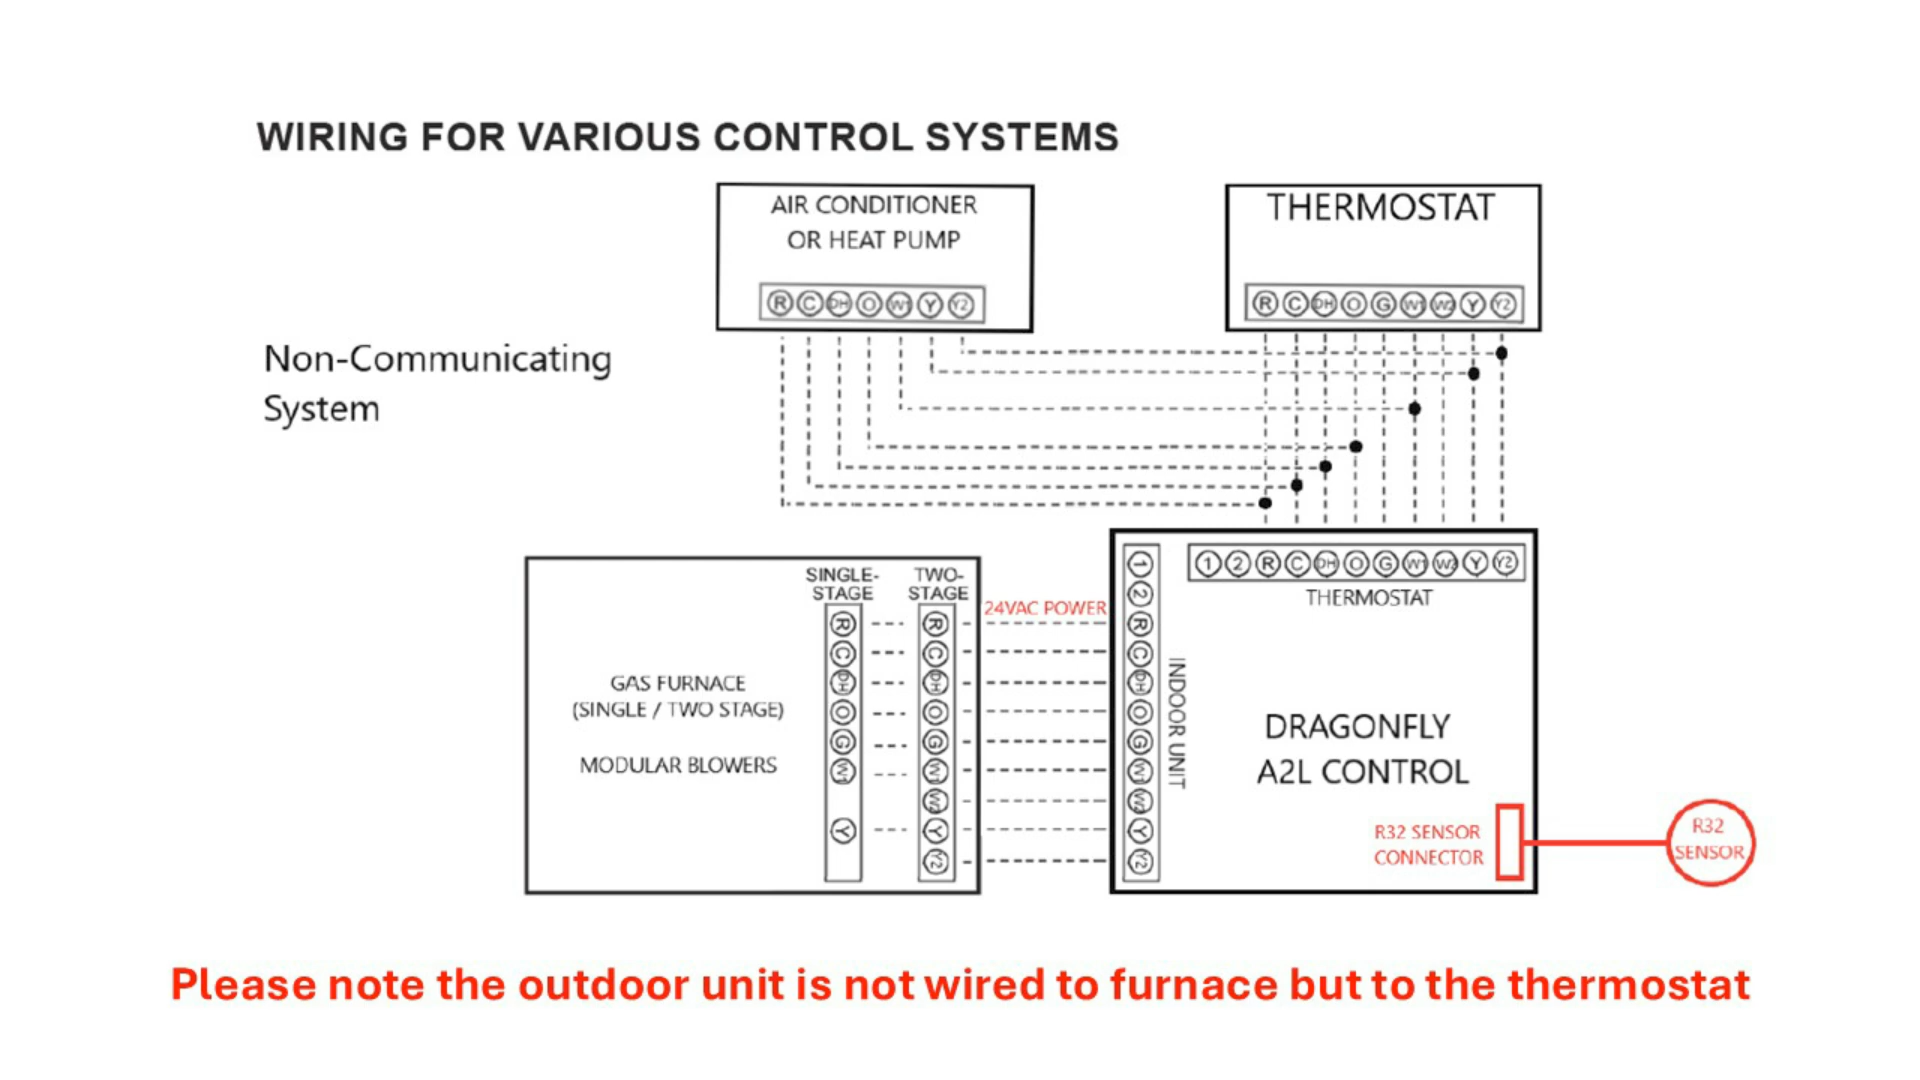 WIRING FOR VARIOUS CONTROL SYSTEMS
AIR CONDITIONER
OR HEAT PUMP
R C DH O W1 Y Y2
THERMOSTAT
R C DH O G W1 W2 Y Y2
Non-Communicating
System
GAS FURNACE
(SINGLE / TWO STAGE)
MODULAR BLOWERS
SINGLE-
STAGE
R C DH O G W1 Y
TWO-
STAGE
R C DH O G W1 W2 Y Y2
24VAC POWER
1 2 R C DH O G W1 W2 Y Y2
INDOOR UNIT
1 2 R C DH O G W1 W2 Y Y2
THERMOSTAT
DRAGONFLY
A2L CONTROL
R32 SENSOR
CONNECTOR
R32
SENSOR
Please note the outdoor unit is not wired to furnace but to the thermostat